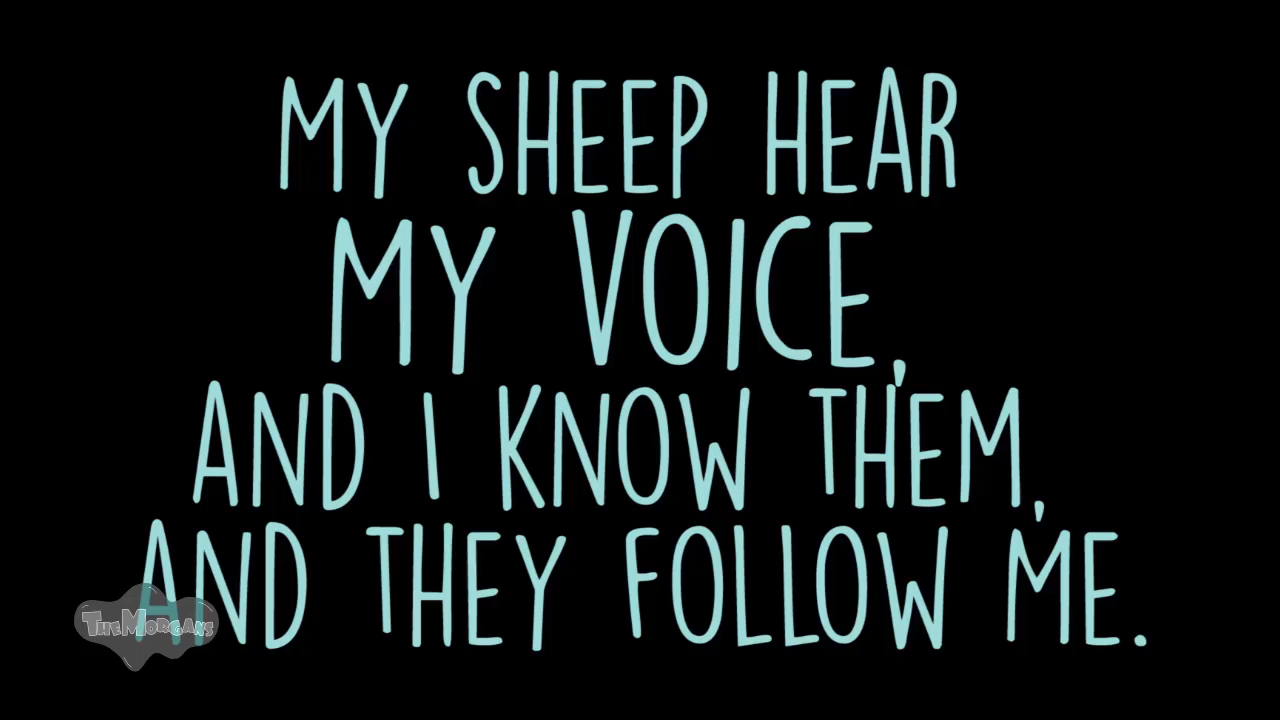 MY SHEEP HEAR
MY VOICE,
AND I KNOW THEM,
AND THEY FOLLOW ME.
THEMORGANS